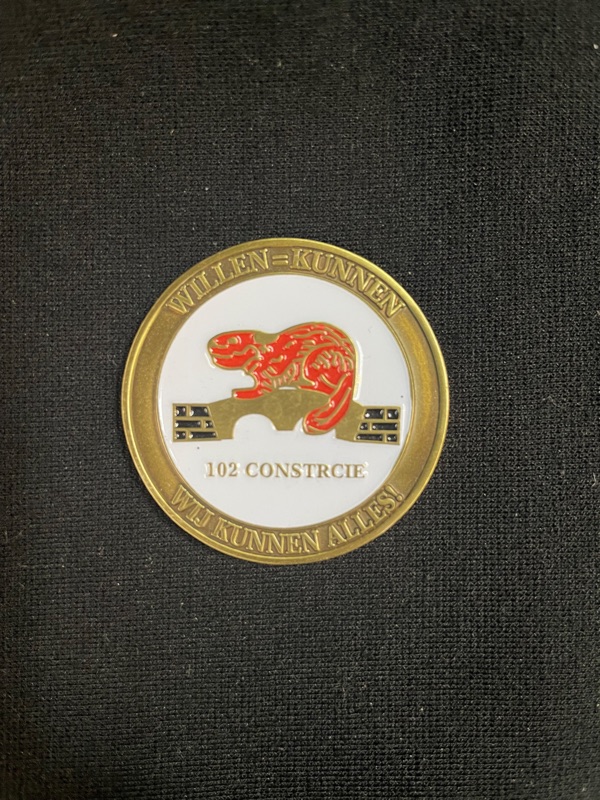 WILLEN=KUNNEN
102 CONSTRCIE
WIJ KUNNEN ALLES!